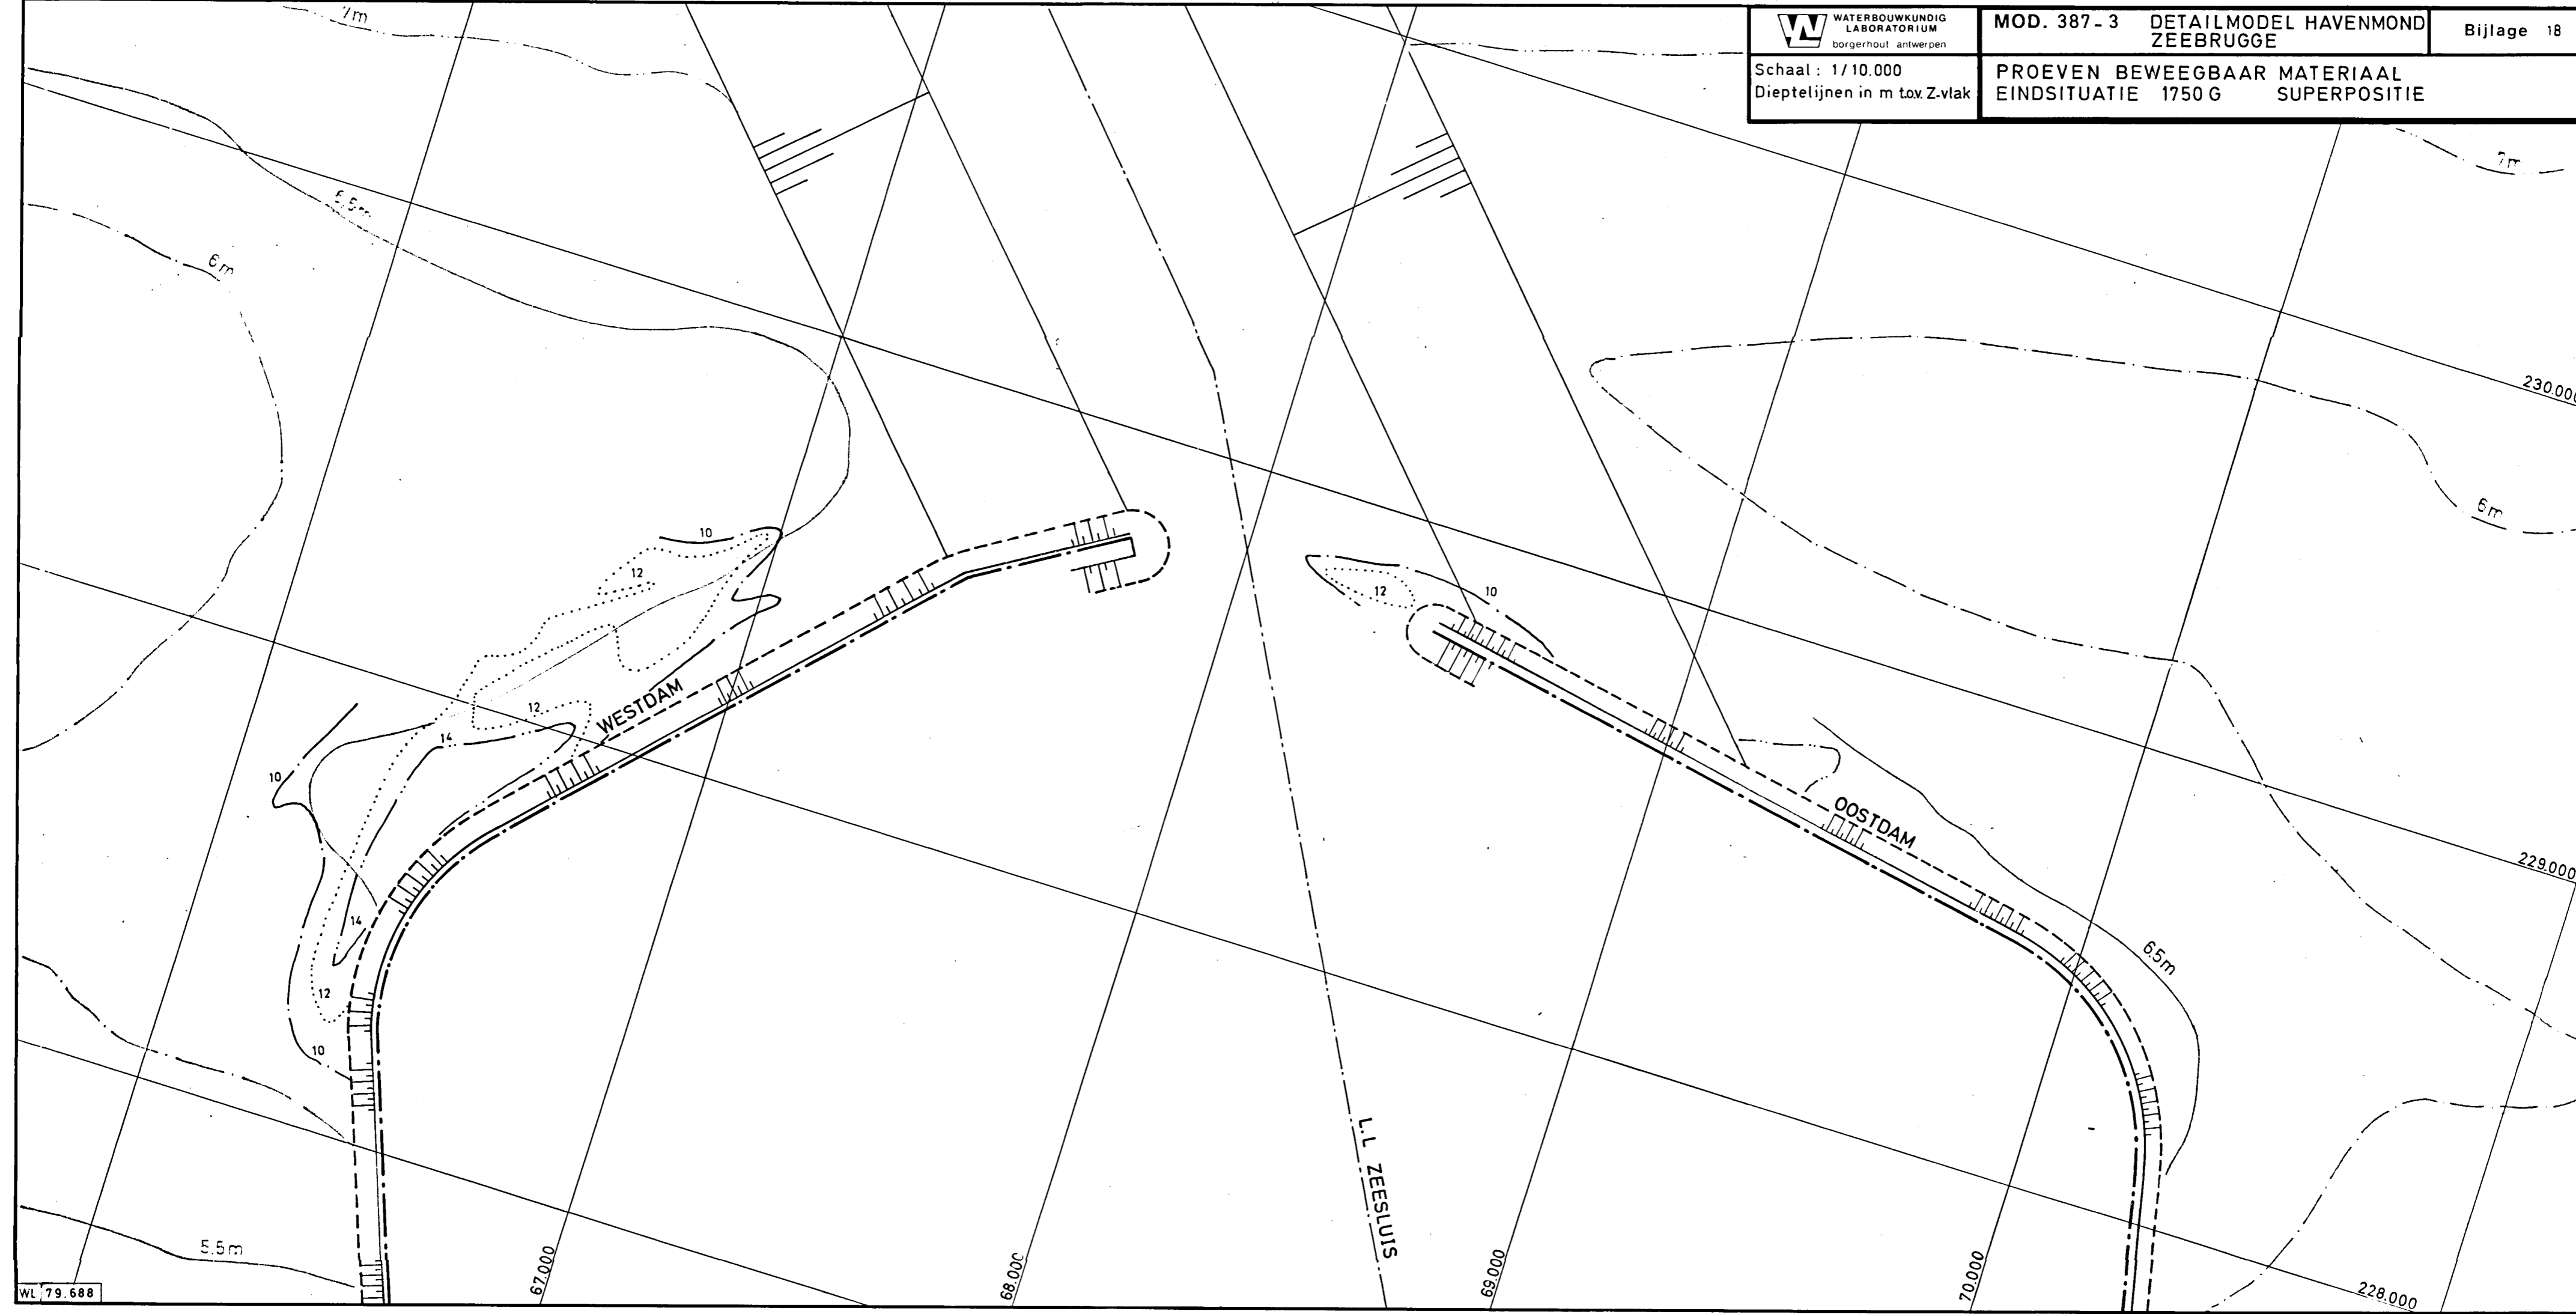 WATERBOUWKUNDIG
LABORATORIUM
borgerhout antwerpen
MOD. 387-3 DETAILMODEL HAVENMOND
ZEEBRUGGE
Bijlage 18
Schaal: 1/10.000
Dieptelijnen in m t.o.v. Z-vlak
PROEVEN BEWEEGBAAR MATERIAAL
EINDSITUATIE 1750 G SUPERPOSITIE
7m
7m
6.5m
6m
230.000
6m
10
12
10
12
WESTDAM
12
14
10
OOSTDAM
229.000
14
6.5m
12
10
L.L ZEESLUIS
5.5m
67.000
68.000
69.000
70.000
228.000
WL 79.688